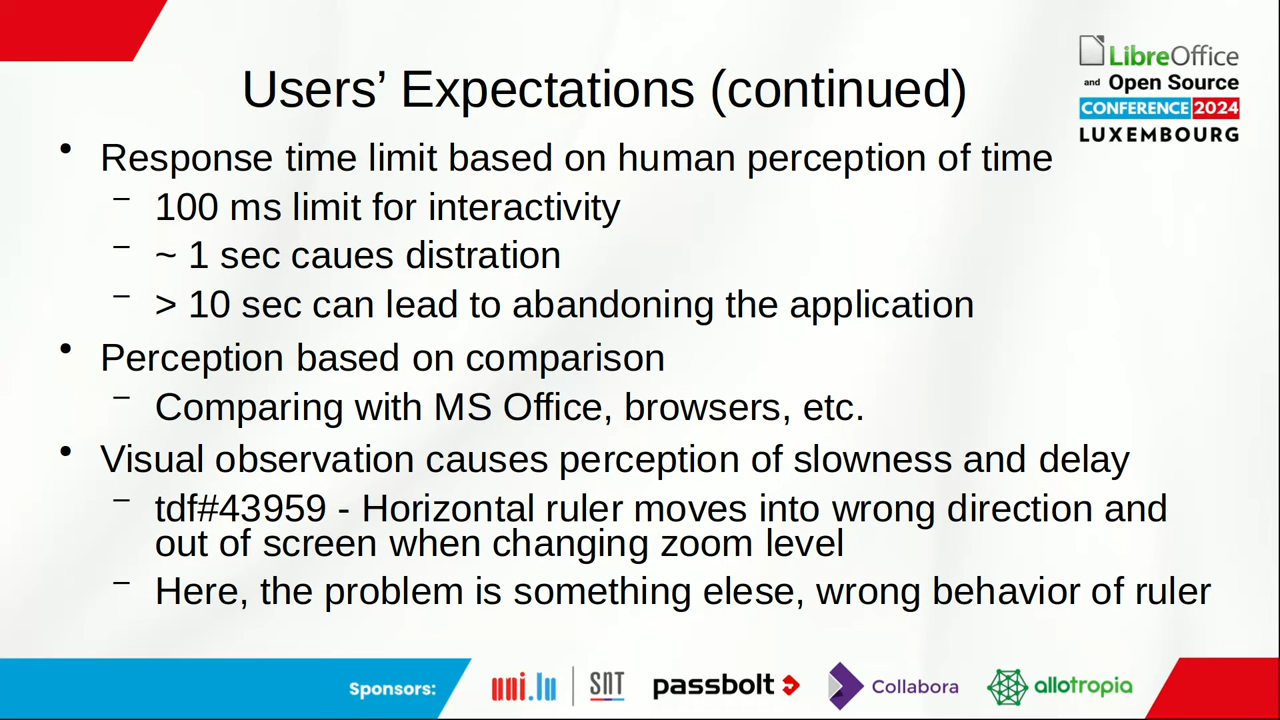 LibreOffice
and Open Source
CONFERENCE 2024
LUXEMBOURG
Users’ Expectations (continued)
• Response time limit based on human perception of time
– 100 ms limit for interactivity
– ~ 1 sec caues distration
– > 10 sec can lead to abandoning the application
• Perception based on comparison
– Comparing with MS Office, browsers, etc.
• Visual observation causes perception of slowness and delay
– tdf#43959 - Horizontal ruler moves into wrong direction and
out of screen when changing zoom level
– Here, the problem is something elese, wrong behavior of ruler
Sponsors: uni.lu SNT passbolt Collabora allotropia